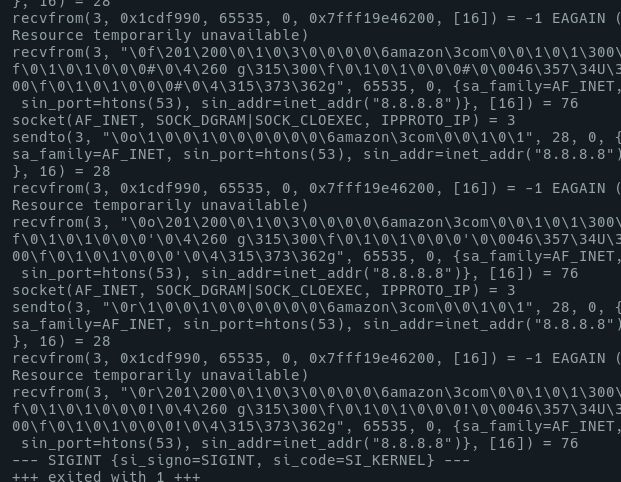 }, 16) = 28
recvfrom(3, 0x1cdf990, 65535, 0, 0x7fff19e46200, [16]) = -1 EAGAIN (
Resource temporarily unavailable)
recvfrom(3, "\0f\201\200\0\1\0\3\0\0\0\0\6amazon\3com\0\0\1\0\1\300\
f\0\1\0\1\0\0\0#\0\4\260 g\315\300\f\0\1\0\1\0\0\0#\0\0046\357\34U\3
00\f\0\1\0\1\0\0\0#\0\4\315\373\362g", 65535, 0, {sa_family=AF_INET,
 sin_port=htons(53), sin_addr=inet_addr("8.8.8.8")}, [16]) = 76
socket(AF_INET, SOCK_DGRAM|SOCK_CLOEXEC, IPPROTO_IP) = 3
sendto(3, "\0o\1\0\0\1\0\0\0\0\0\0\6amazon\3com\0\0\1\0\1", 28, 0, {
sa_family=AF_INET, sin_port=htons(53), sin_addr=inet_addr("8.8.8.8")
}, 16) = 28
recvfrom(3, 0x1cdf990, 65535, 0, 0x7fff19e46200, [16]) = -1 EAGAIN (
Resource temporarily unavailable)
recvfrom(3, "\0o\201\200\0\1\0\3\0\0\0\0\6amazon\3com\0\0\1\0\1\300\
f\0\1\0\1\0\0\0'\0\4\260 g\315\300\f\0\1\0\1\0\0\0'\0\0046\357\34U\3
00\f\0\1\0\1\0\0\0'\0\4\315\373\362g", 65535, 0, {sa_family=AF_INET,
 sin_port=htons(53), sin_addr=inet_addr("8.8.8.8")}, [16]) = 76
socket(AF_INET, SOCK_DGRAM|SOCK_CLOEXEC, IPPROTO_IP) = 3
sendto(3, "\0r\1\0\0\1\0\0\0\0\0\0\6amazon\3com\0\0\1\0\1", 28, 0, {
sa_family=AF_INET, sin_port=htons(53), sin_addr=inet_addr("8.8.8.8")
}, 16) = 28
recvfrom(3, 0x1cdf990, 65535, 0, 0x7fff19e46200, [16]) = -1 EAGAIN (
Resource temporarily unavailable)
recvfrom(3, "\0r\201\200\0\1\0\3\0\0\0\0\6amazon\3com\0\0\1\0\1\300\
f\0\1\0\1\0\0\0!\0\4\260 g\315\300\f\0\1\0\1\0\0\0!\0\0046\357\34U\3
00\f\0\1\0\1\0\0\0!\0\4\315\373\362g", 65535, 0, {sa_family=AF_INET,
 sin_port=htons(53), sin_addr=inet_addr("8.8.8.8")}, [16]) = 76
--- SIGINT {si_signo=SIGINT, si_code=SI_KERNEL} ---
+++ exited with 1 +++